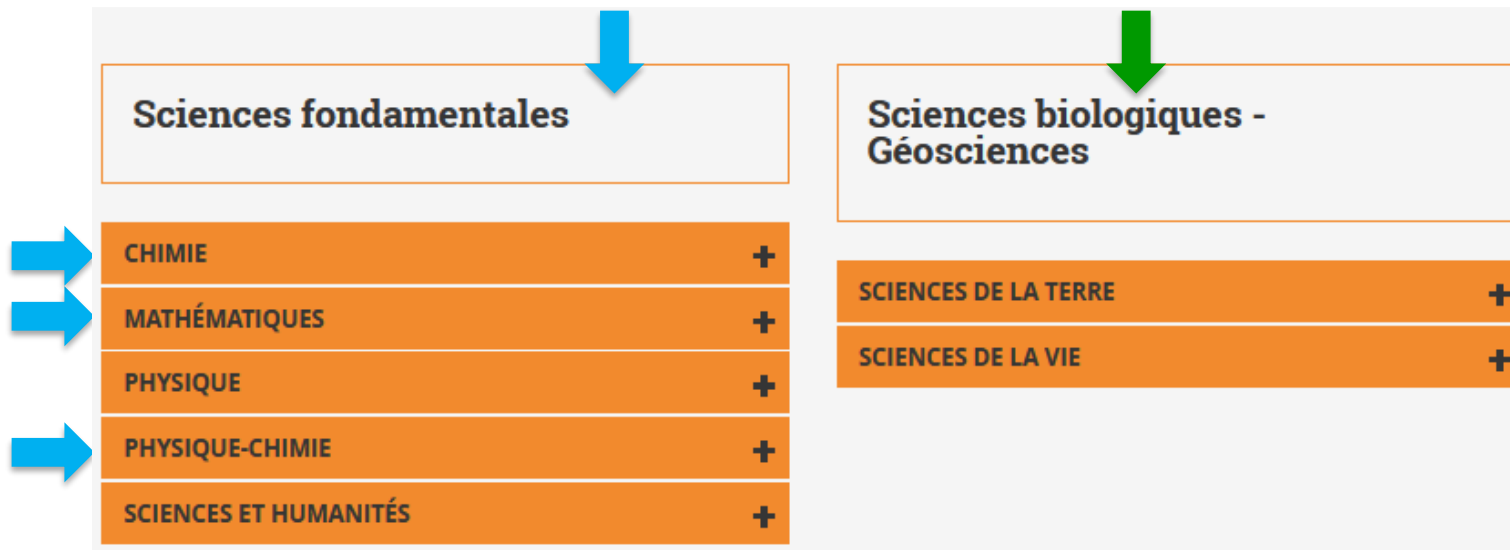 Sciences fondamentales
CHIMIE
MATHÉMATIQUES
PHYSIQUE
PHYSIQUE-CHIMIE
SCIENCES ET HUMANITÉS
Sciences biologiques -
Géosciences
SCIENCES DE LA TERRE
SCIENCES DE LA VIE